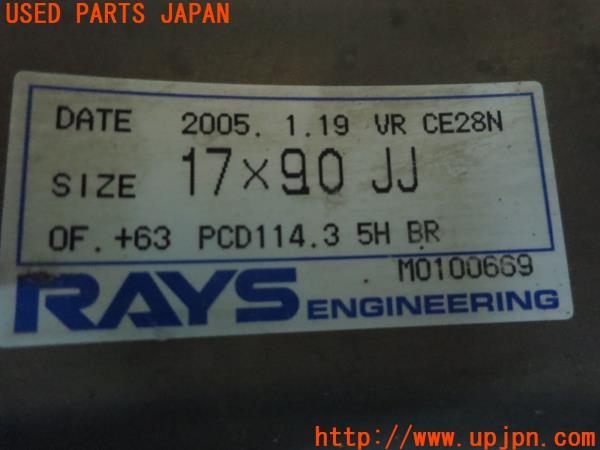 USED PARTS JAPAN
DATE 2005. 1.19 VR CE28N
SIZE 17×9.0 JJ
OF. +63 PCD114.3 5H BR
M0100669
RAYS ENGINEERING
http://www.upjpn.com/